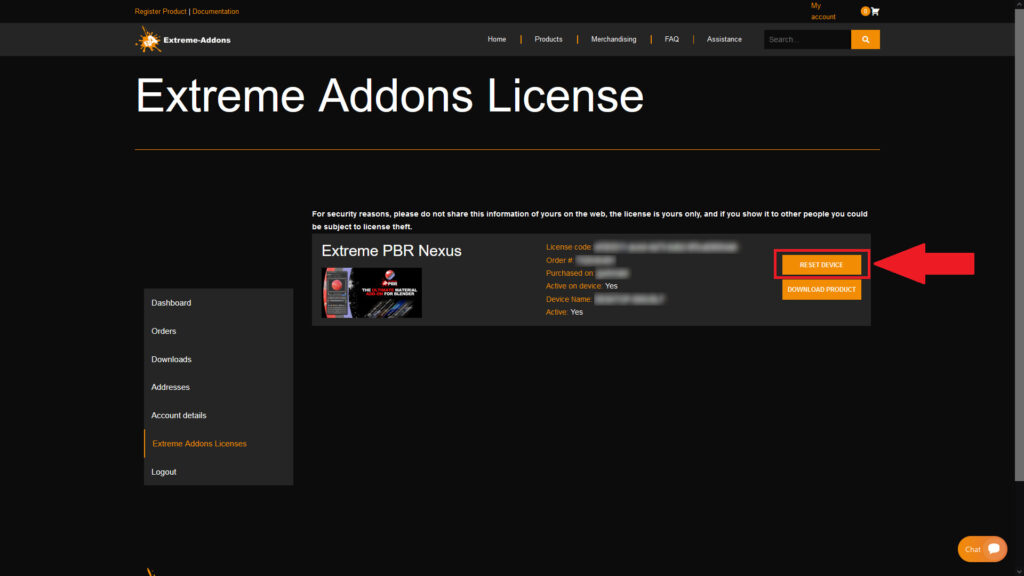 Register Product | Documentation
My
account
0
Extreme-Addons
Home
Products
Merchandising
FAQ
Assistance
Search...
Extreme Addons License
For security reasons, please do not share this information of yours on the web, the license is yours only, and if you show it to other people you could
be subject to license theft.
Extreme PBR Nexus
PBR
THE ULTIMATE MATERIAL
ADDON FOR BLENDER
License code:
Order #:
Purchased on:
Active on device: Yes
Device Name:
Active: Yes
RESET DEVICE
DOWNLOAD PRODUCT
Dashboard
Orders
Downloads
Addresses
Account details
Extreme Addons Licenses
Logout
Chat